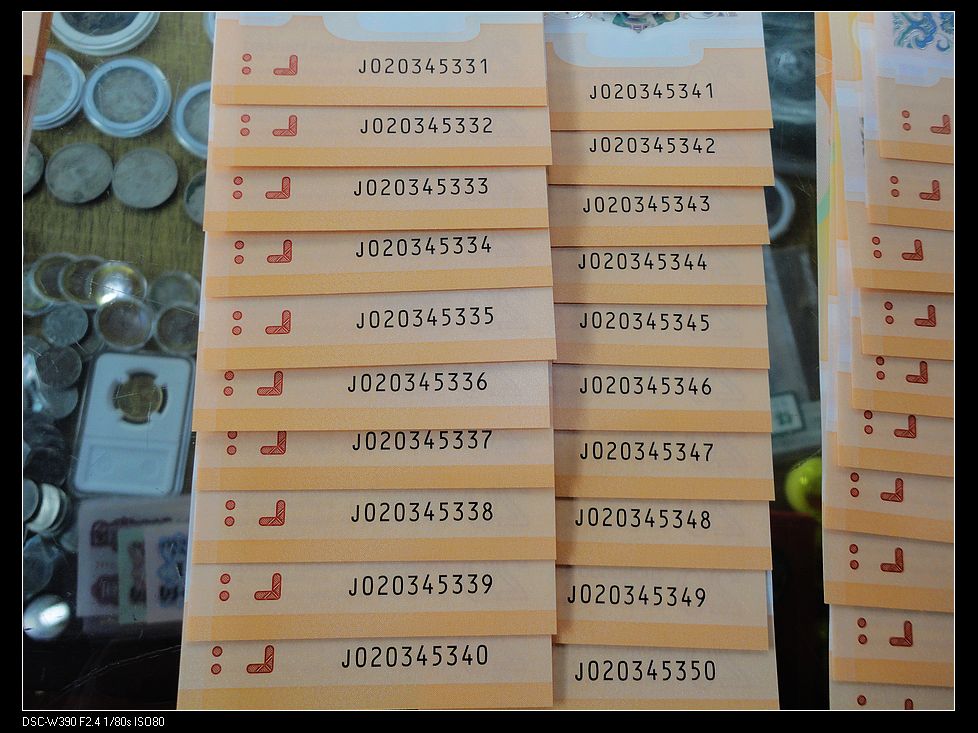 J020345331
J020345332
J020345333
J020345334
J020345335
J020345336
J020345337
J020345338
J020345339
J020345340
J020345341
J020345342
J020345343
J020345344
J020345345
J020345346
J020345347
J020345348
J020345349
J020345350
DSC-W390 F2.4 1/80s ISO80